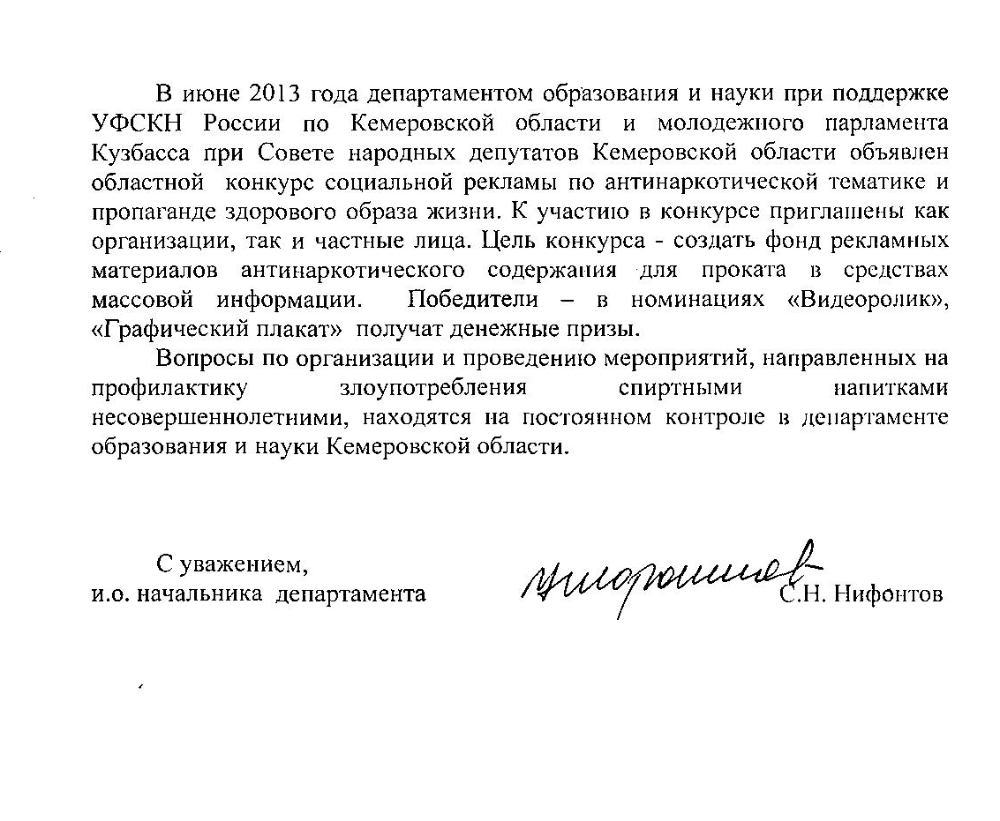 В июне 2013 года департаментом образования и науки при поддержке
УФСКН России по Кемеровской области и молодежного парламента
Кузбасса при Совете народных депутатов Кемеровской области объявлен
областной конкурс социальной рекламы по антинаркотической тематике и
пропаганде здорового образа жизни. К участию в конкурсе приглашены как
организации, так и частные лица. Цель конкурса - создать фонд рекламных
материалов антинаркотического содержания для проката в средствах
массовой информации. Победители – в номинациях «Видеоролик»,
«Графический плакат» получат денежные призы.
Вопросы по организации и проведению мероприятий, направленных на
профилактику злоупотребления спиртными напитками
несовершеннолетними, находятся на постоянном контроле в департаменте
образования и науки Кемеровской области.
С уважением,
и.о. начальника департамента С.Н. Нифонтов